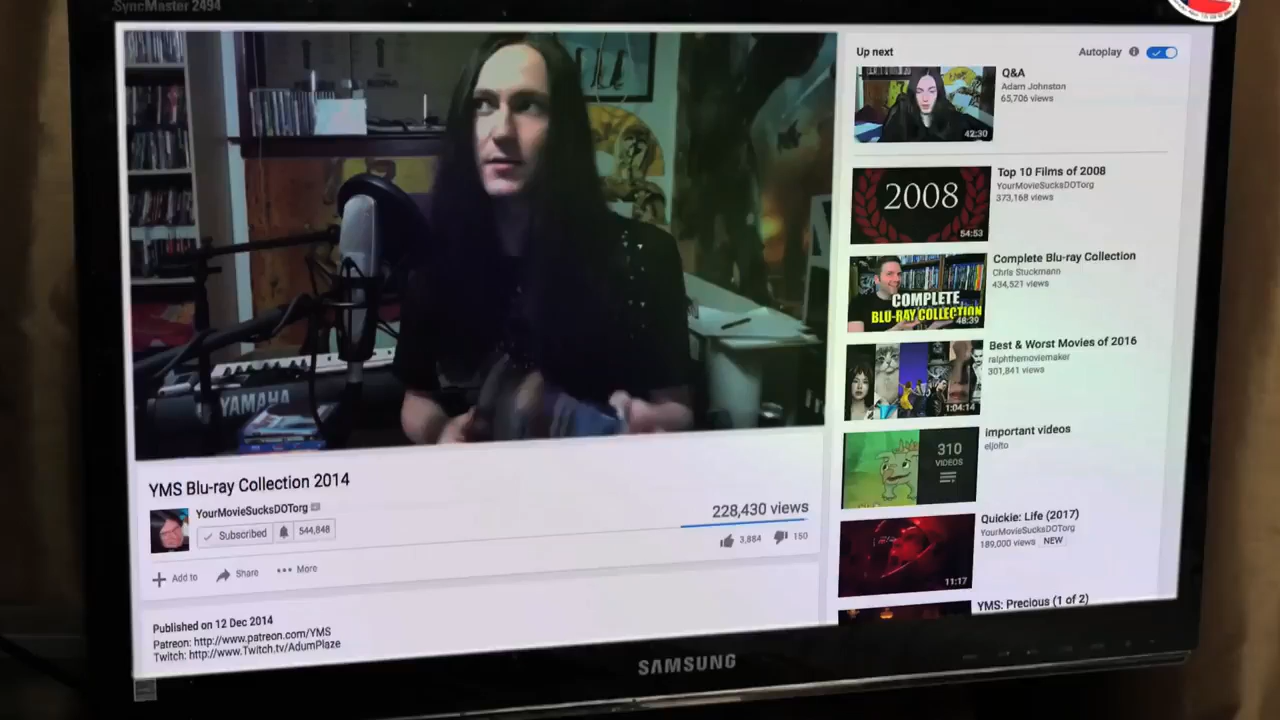 SyncMaster 2494
YAMAHA
YMS Blu-ray Collection 2014
YourMovieSucksDOTorg
Subscribed
544,848
228,430 views
3,884
150
Add to
Share
More
Published on 12 Dec 2014
Patreon: http://www.patreon.com/YMS
Twitch: http://www.Twitch.tv/AdumPlaze
Up next
Autoplay
Q&A
Adam Johnston
65,706 views
42:30
Top 10 Films of 2008
YourMovieSucksDOTorg
373,168 views
2008
54:53
Complete Blu-ray Collection
Chris Stuckmann
434,521 views
COMPLETE
BLU-RAY COLLECTION
48:39
Best & Worst Movies of 2016
ralphthemoviemaker
301,841 views
1:04:14
important videos
310
VIDEOS
Quickie: Life (2017)
YourMovieSucksDOTorg
189,000 views NEW
11:17
YMS: Precious (1 of 2)
SAMSUNG